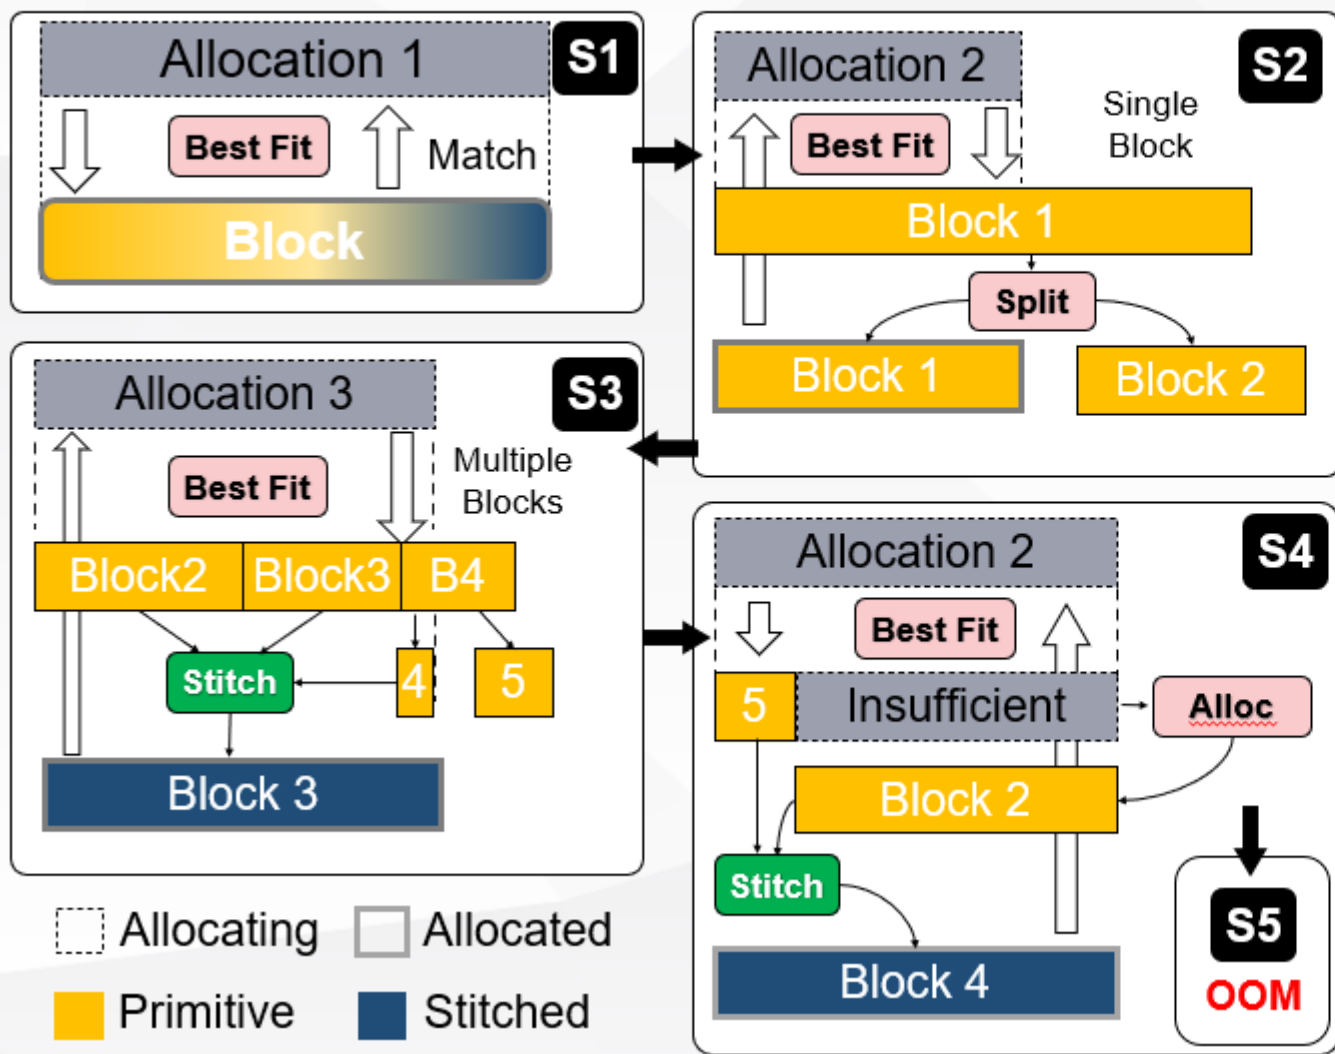 Allocation 1
S1
Best Fit
Match
Block
Allocation 2
S2
Best Fit
Single
Block
Block 1
Split
Block 1
Block 2
Allocation 3
S3
Best Fit
Multiple
Blocks
Block2
Block3
B4
Stitch
4
5
Block 3
Allocation 2
S4
Best Fit
5
Insufficient
Alloc
Block 2
Stitch
Block 4
S5
OOM
Allocating
Allocated
Primitive
Stitched